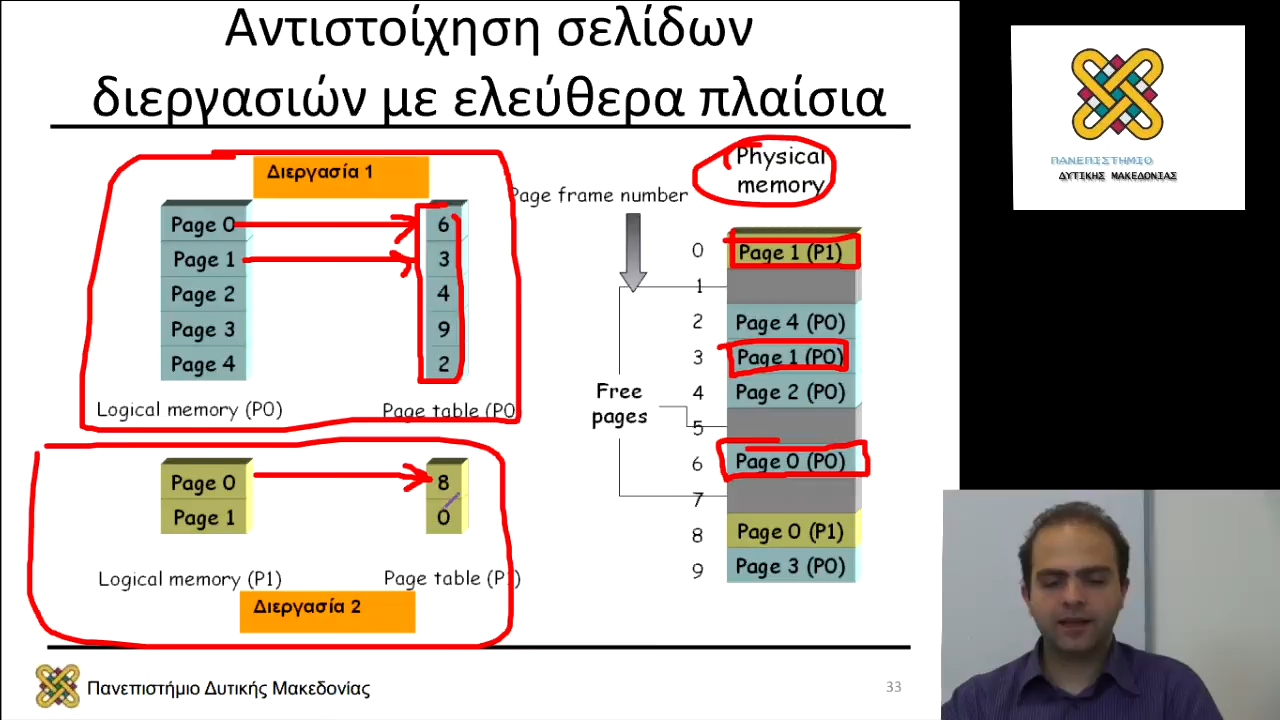 Αντιστοίχηση σελίδων
διεργασιών με ελεύθερα πλαίσια
Διεργασία 1
Page 0
Page 1
Page 2
Page 3
Page 4
6
3
4
9
2
Logical memory (P0)
Page table (P0
Page 0
Page 1
8
0
Logical memory (P1)
Page table (P1)
Διεργασία 2
Physical
memory
Page frame number
0
1
2
3
4
5
6
7
8
9
Page 1 (P1)
Page 4 (P0)
Page 1 (P0)
Page 2 (P0)
Page 0 (P0)
Page 0 (P1)
Page 3 (P0)
Free
pages
Πανεπιστήμιο Δυτικής Μακεδονίας
33
ΠΑΝΕΠΙΣΤΗΜΙΟ
ΔΥΤΙΚΗΣ ΜΑΚΕΔΟΝΙΑΣ